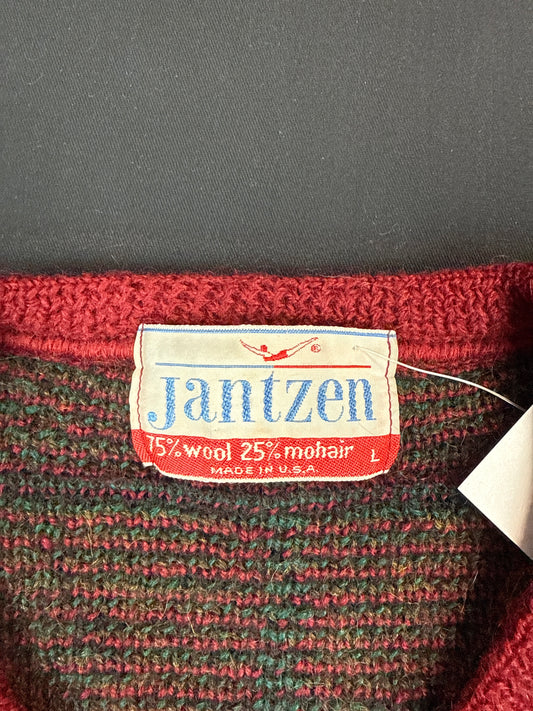 ®
Jantzen
75% wool 25% mohair L
MADE IN U.S.A.